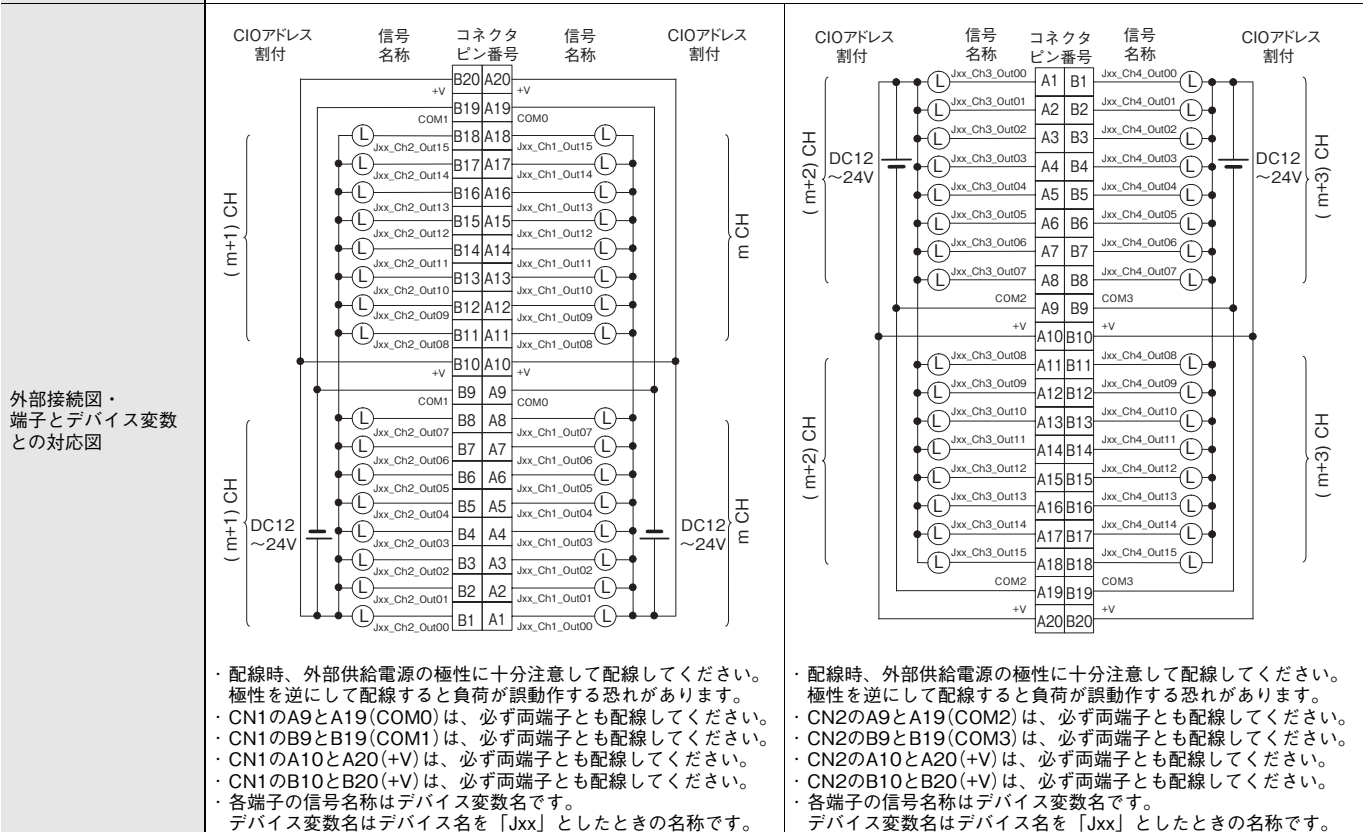 外部接続図・
端子とデバイス変数
との対応図
CIOアドレス
割付
信号
名称
コネクタ
ピン番号
信号
名称
CIOアドレス
割付
B20 A20
+V +V
B19 A19
COM1 COM0
B18 A18
Jxx_Ch2_Out15 Jxx_Ch1_Out15
L L
B17 A17
Jxx_Ch2_Out14 Jxx_Ch1_Out14
L L
B16 A16
Jxx_Ch2_Out13 Jxx_Ch1_Out13
L L
B15 A15
Jxx_Ch2_Out12 Jxx_Ch1_Out12
L L
B14 A14
Jxx_Ch2_Out11 Jxx_Ch1_Out11
L L
B13 A13
Jxx_Ch2_Out10 Jxx_Ch1_Out10
L L
B12 A12
Jxx_Ch2_Out09 Jxx_Ch1_Out09
L L
B11 A11
Jxx_Ch2_Out08 Jxx_Ch1_Out08
L L
(m+1) CH
m CH
B10 A10
+V +V
B9 A9
COM1 COM0
L B8 A8 L
Jxx_Ch2_Out07 Jxx_Ch1_Out07
L B7 A7 L
Jxx_Ch2_Out06 Jxx_Ch1_Out06
L B6 A6 L
Jxx_Ch2_Out05 Jxx_Ch1_Out05
L B5 A5 L
Jxx_Ch2_Out04 Jxx_Ch1_Out04
L B4 A4 L
Jxx_Ch2_Out03 Jxx_Ch1_Out03
L B3 A3 L
Jxx_Ch2_Out02 Jxx_Ch1_Out02
L B2 A2 L
Jxx_Ch2_Out01 Jxx_Ch1_Out01
L B1 A1 L
Jxx_Ch2_Out00 Jxx_Ch1_Out00
(m+1) CH
DC12
～24V
DC12
～24V
m CH
・配線時、外部供給電源の極性に十分注意して配線してください。
極性を逆にして配線すると負荷が誤動作する恐れがあります。
・CN1のA9とA19(COM0)は、必ず両端子とも配線してください。
・CN1のB9とB19(COM1)は、必ず両端子とも配線してください。
・CN1のA10とA20(+V)は、必ず両端子とも配線してください。
・CN1のB10とB20(+V)は、必ず両端子とも配線してください。
・各端子の信号名称はデバイス変数名です。
デバイス変数名はデバイス名を「Jxx」としたときの名称です。
CIOアドレス
割付
信号
名称
コネクタ
ピン番号
信号
名称
CIOアドレス
割付
L Jxx_Ch3_Out00 A1 B1 Jxx_Ch4_Out00 L
L Jxx_Ch3_Out01 A2 B2 Jxx_Ch4_Out01 L
L Jxx_Ch3_Out02 A3 B3 Jxx_Ch4_Out02 L
L Jxx_Ch3_Out03 A4 B4 Jxx_Ch4_Out03 L
L Jxx_Ch3_Out04 A5 B5 Jxx_Ch4_Out04 L
L Jxx_Ch3_Out05 A6 B6 Jxx_Ch4_Out05 L
L Jxx_Ch3_Out06 A7 B7 Jxx_Ch4_Out06 L
L Jxx_Ch3_Out07 A8 B8 Jxx_Ch4_Out07 L
(m+2) CH
DC12
～24V
DC12
～24V
(m+3) CH
COM2 A9 B9 COM3
+V A10 B10 +V
L Jxx_Ch3_Out08 A11 B11 Jxx_Ch4_Out08 L
L Jxx_Ch3_Out09 A12 B12 Jxx_Ch4_Out09 L
L Jxx_Ch3_Out10 A13 B13 Jxx_Ch4_Out10 L
L Jxx_Ch3_Out11 A14 B14 Jxx_Ch4_Out11 L
L Jxx_Ch3_Out12 A15 B15 Jxx_Ch4_Out12 L
L Jxx_Ch3_Out13 A16 B16 Jxx_Ch4_Out13 L
L Jxx_Ch3_Out14 A17 B17 Jxx_Ch4_Out14 L
L Jxx_Ch3_Out15 A18 B18 Jxx_Ch4_Out15 L
(m+2) CH
(m+3) CH
COM2 A19 B19 COM3
+V A20 B20 +V
・配線時、外部供給電源の極性に十分注意して配線してください。
極性を逆にして配線すると負荷が誤動作する恐れがあります。
・CN2のA9とA19(COM2)は、必ず両端子とも配線してください。
・CN2のB9とB19(COM3)は、必ず両端子とも配線してください。
・CN2のA10とA20(+V)は、必ず両端子とも配線してください。
・CN2のB10とB20(+V)は、必ず両端子とも配線してください。
・各端子の信号名称はデバイス変数名です。
デバイス変数名はデバイス名を「Jxx」としたときの名称です。